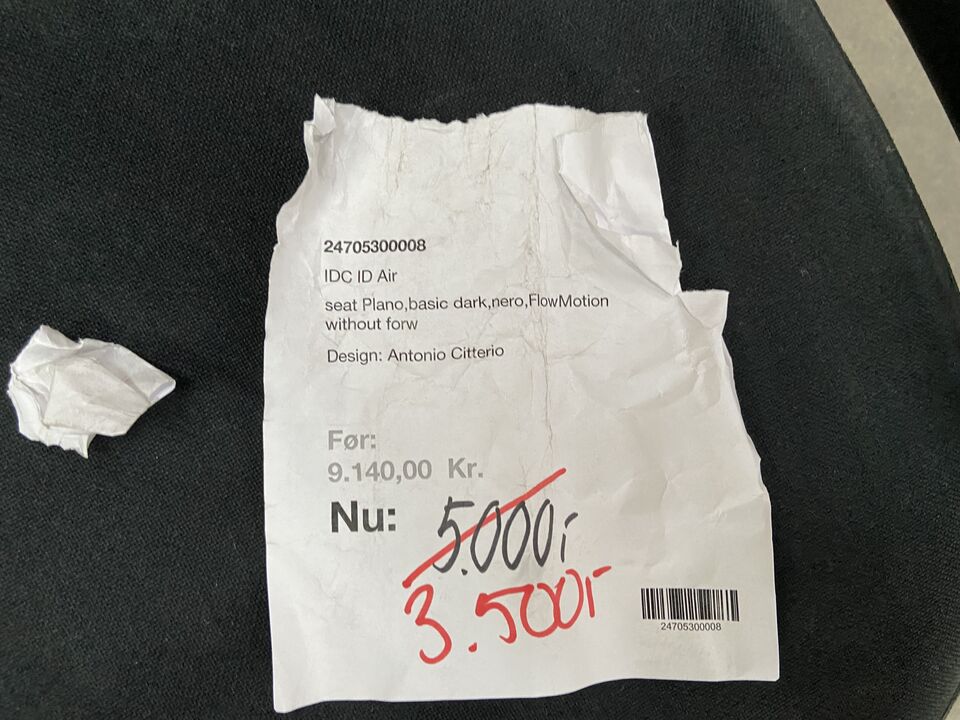 24705300008
IDC ID Air
seat Plano,basic dark,nero,FlowMotion
without forw
Design: Antonio Citterio
Før:
9.140,00 Kr.
Nu: 5.000,-
3.500,-
24705300008